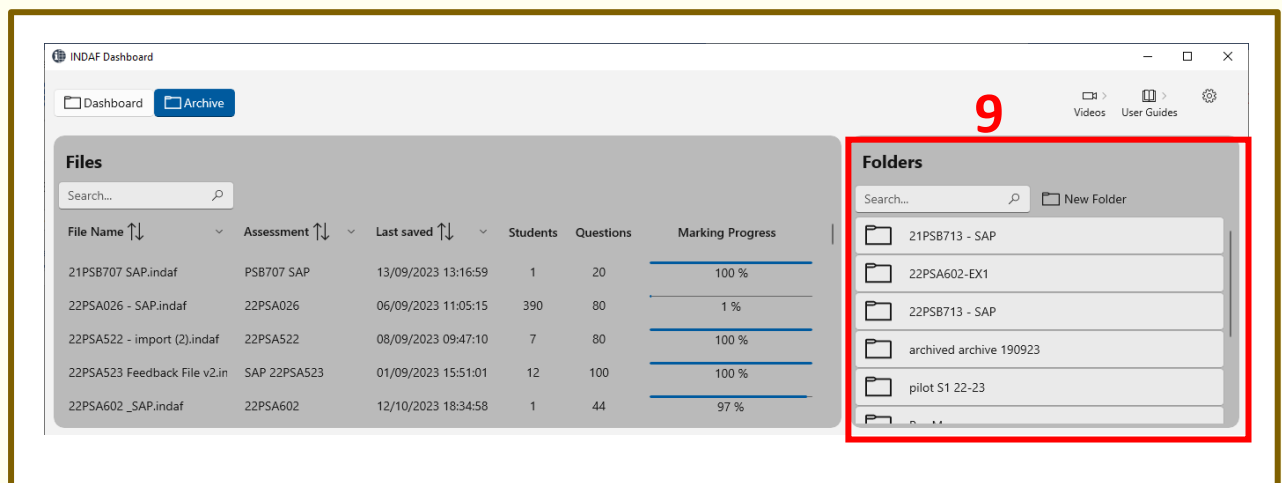 INDAF Dashboard
Dashboard Archive
Videos User Guides
9
Files
Search...
File Name Assessment Last saved Students Questions Marking Progress
21PSB707 SAP.indaf PSB707 SAP 13/09/2023 13:16:59 1 20 100 %
22PSA026 - SAP.indaf 22PSA026 06/09/2023 11:05:15 390 80 1 %
22PSA522 - import (2).indaf 22PSA522 08/09/2023 09:47:10 7 80 100 %
22PSA523 Feedback File v2.in SAP 22PSA523 01/09/2023 15:51:01 12 100 100 %
22PSA602 _SAP.indaf 22PSA602 12/10/2023 18:34:58 1 44 97 %
Folders
Search... New Folder
21PSB713 - SAP
22PSA602-EX1
22PSB713 - SAP
archived archive 190923
pilot S1 22-23